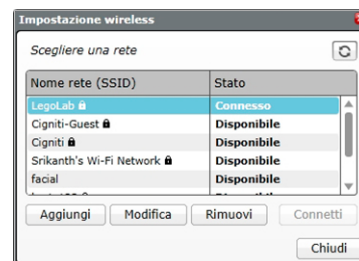 Impostazione wireless
Scegliere una rete
Nome rete (SSID) Stato
LegoLab Connesso
Cigniti-Guest Disponibile
Cigniti Disponibile
Srikanth's Wi-Fi Network Disponibile
facial Disponibile
Aggiungi Modifica Rimuovi Connetti
Chiudi